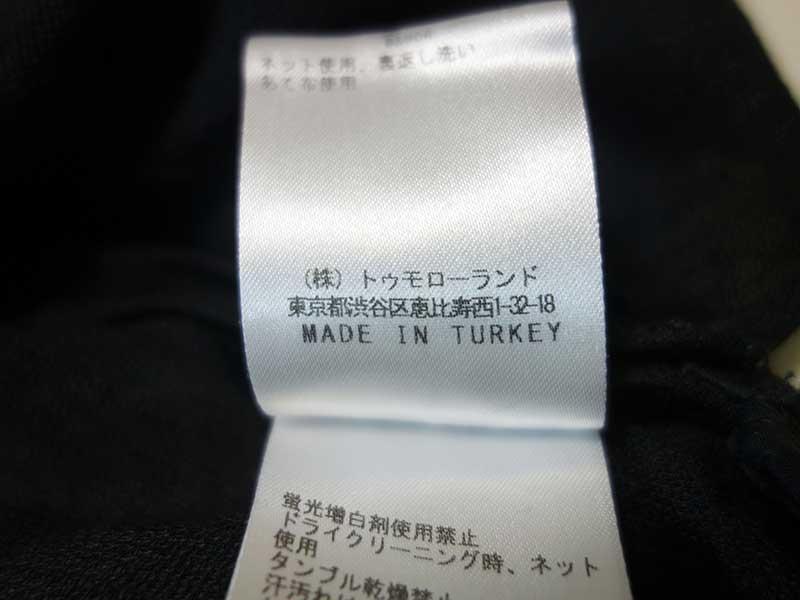 ネット使用、裏返し洗い
あて布使用
(株)トゥモローランド
東京都渋谷区恵比寿西1-32-18
MADE IN TURKEY
蛍光増白剤使用禁止
ドライクリーニング時、ネット
使用
タンブル乾燥禁止